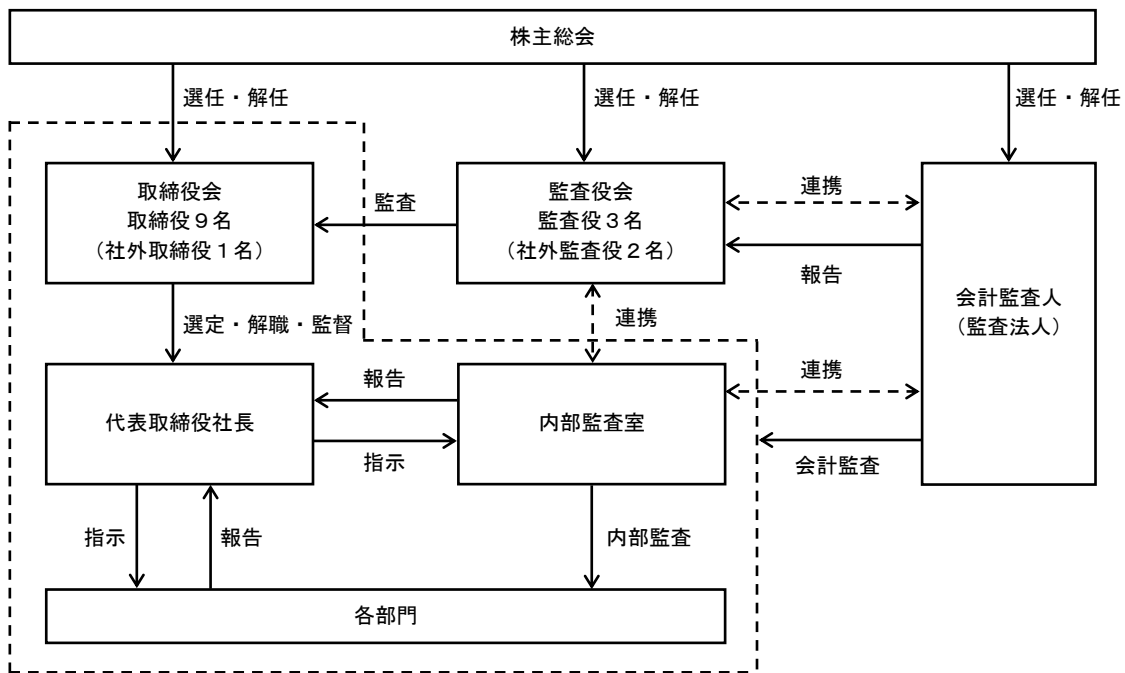 株主総会
選任・解任
選任・解任
選任・解任
取締役会
取締役９名
（社外取締役１名）
監査
監査役会
監査役３名
（社外監査役２名）
連携
報告
会計監査人
（監査法人）
選定・解職・監督
連携
連携
代表取締役社長
報告
指示
内部監査室
会計監査
指示
報告
内部監査
各部門